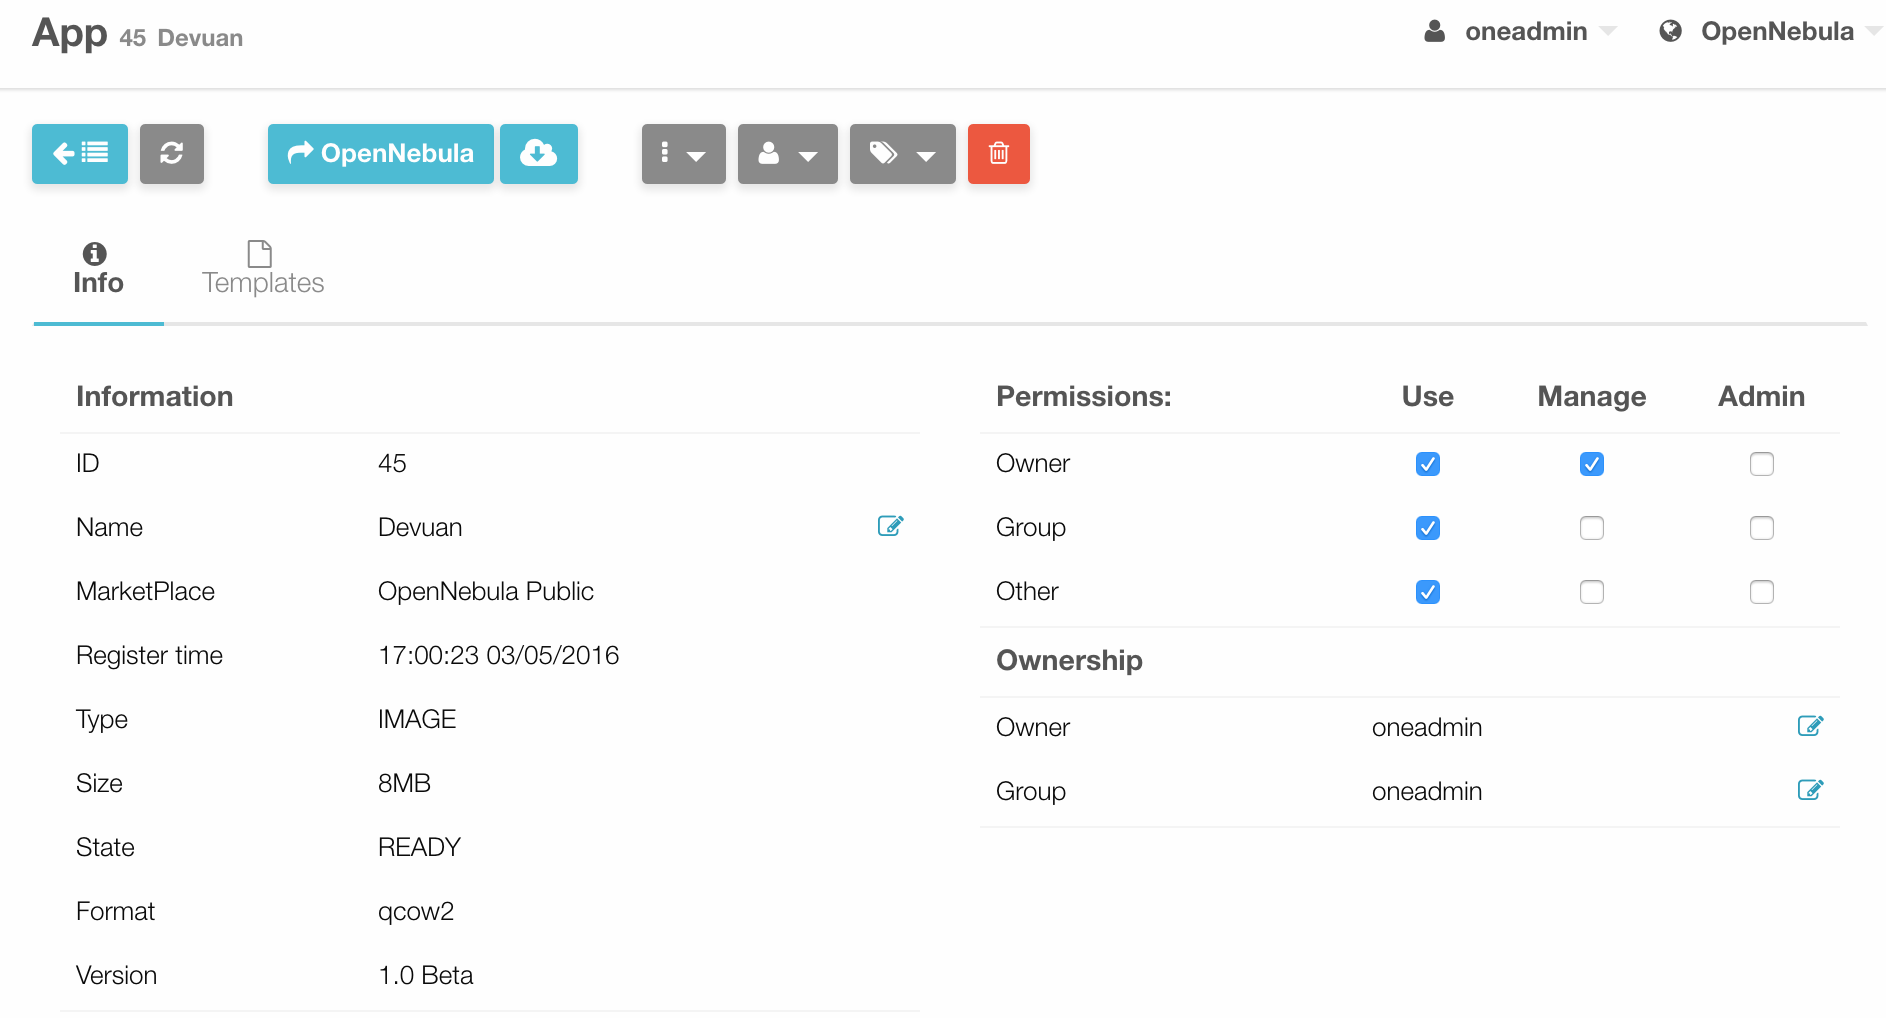 App 45 Devuan
oneadmin
OpenNebula
OpenNebula
Info
Templates
Information
ID 45
Name Devuan
MarketPlace OpenNebula Public
Register time 17:00:23 03/05/2016
Type IMAGE
Size 8MB
State READY
Format qcow2
Version 1.0 Beta
Permissions: Use Manage Admin
Owner
Group
Other
Ownership
Owner oneadmin
Group oneadmin